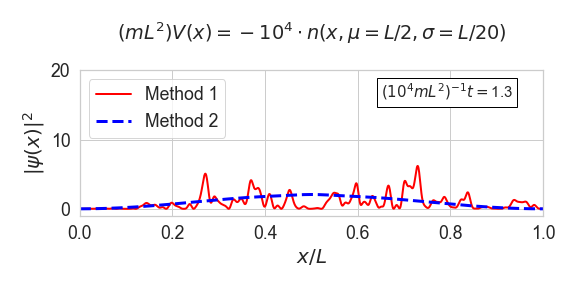 (mL²)V(x) = −10⁴ · n(x, μ = L/2, σ = L/20)
20
10
0
|ψ(x)|²
Method 1
Method 2
(10⁴mL²)⁻¹t = 1.3
0.0 0.2 0.4 0.6 0.8 1.0
x/L